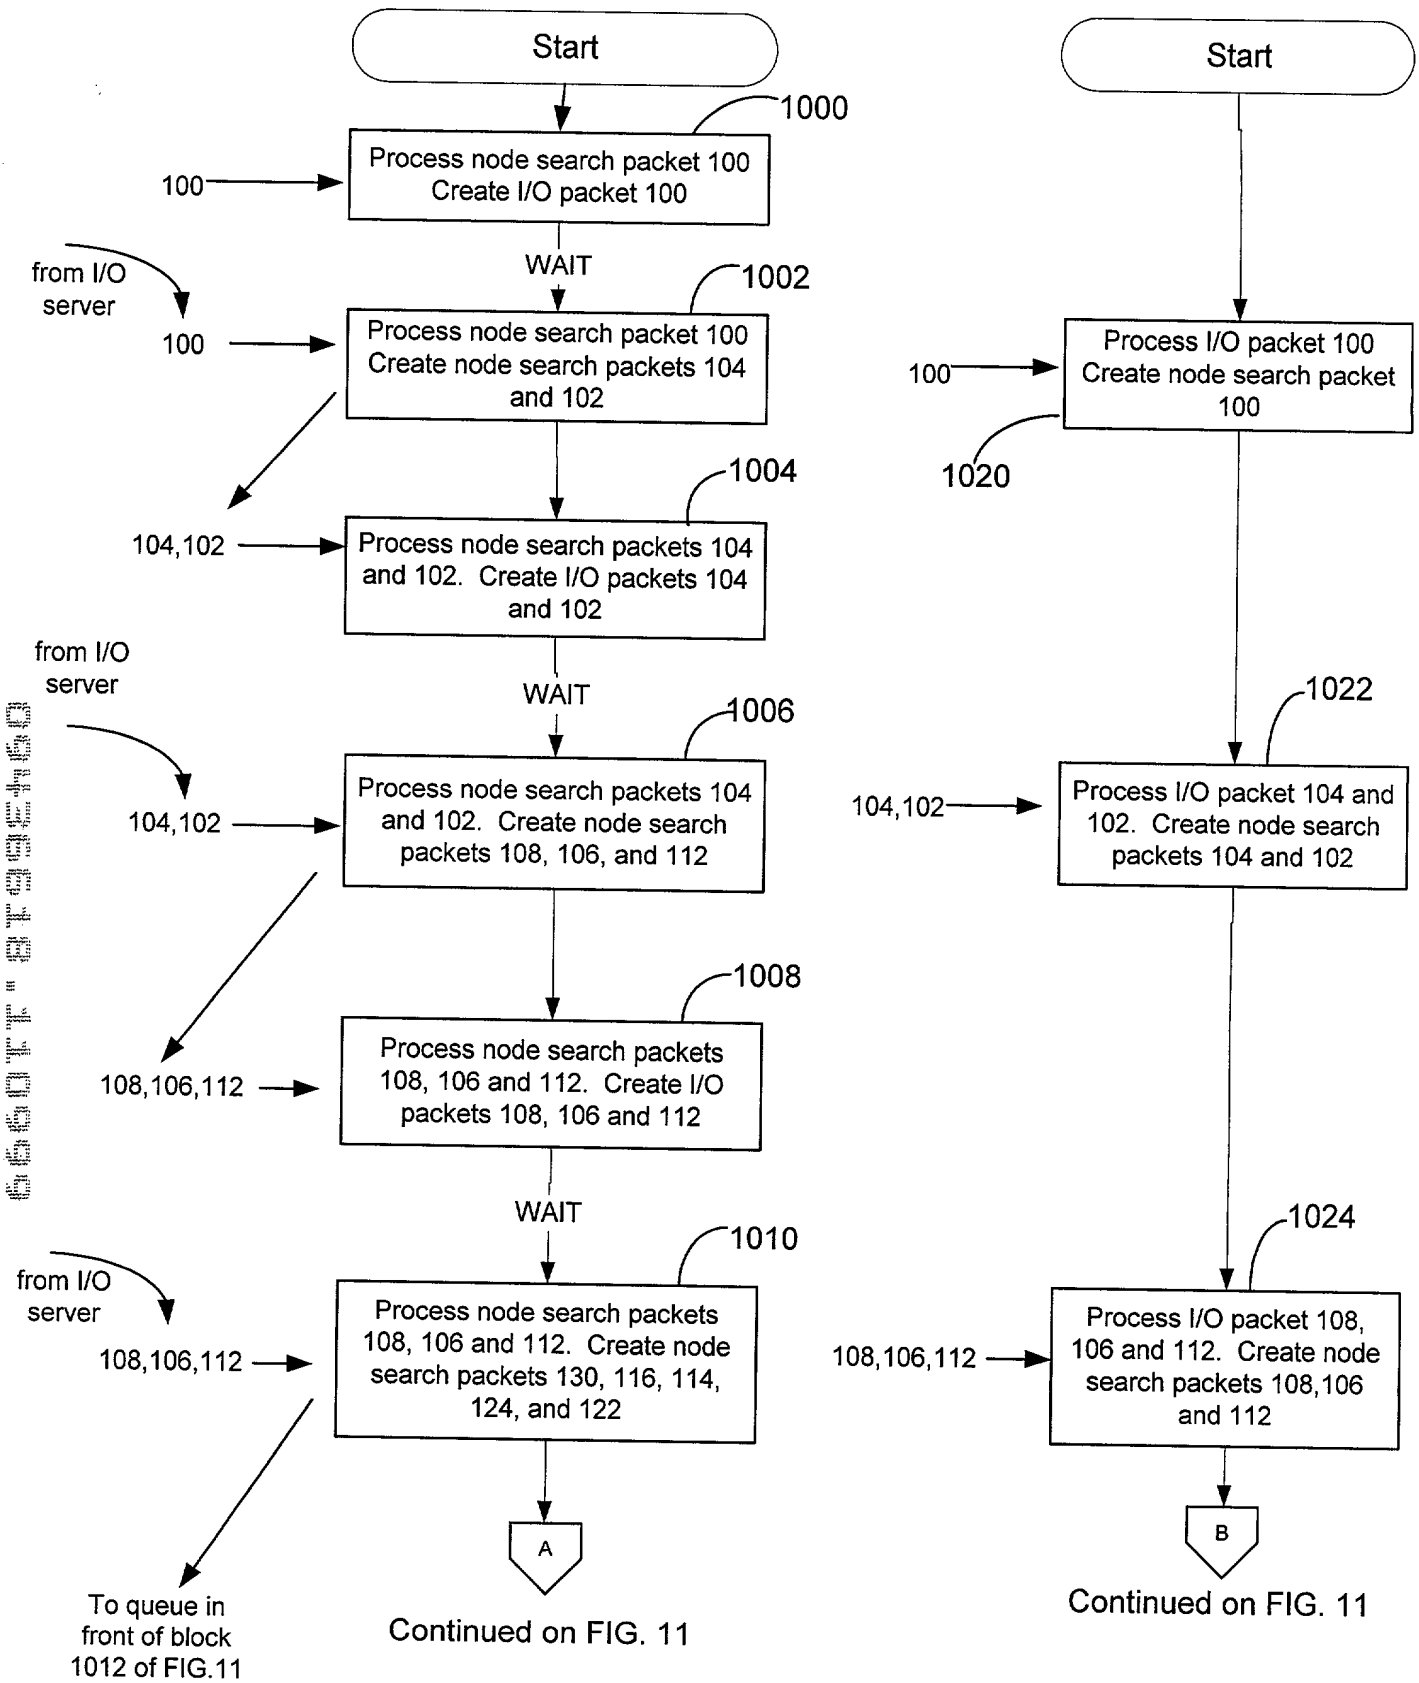 Start
1000
Process node search packet 100
Create I/O packet 100
100
WAIT
from I/O
server
1002
100
Process node search packet 100
Create node search packets 104
and 102
1004
104,102
Process node search packets 104
and 102. Create I/O packets 104
and 102
WAIT
from I/O
server
1006
104,102
Process node search packets 104
and 102. Create node search
packets 108, 106, and 112
1008
108,106,112
Process node search packets
108, 106 and 112. Create I/O
packets 108, 106 and 112
WAIT
from I/O
server
1010
108,106,112
Process node search packets
108, 106 and 112. Create node
search packets 130, 116, 114,
124, and 122
A
To queue in
front of block
1012 of FIG.11
Continued on FIG. 11
Start
100
Process I/O packet 100
Create node search packet
100
1020
1022
104,102
Process I/O packet 104 and
102. Create node search
packets 104 and 102
1024
108,106,112
Process I/O packet 108,
106 and 112. Create node
search packets 108,106
and 112
B
Continued on FIG. 11